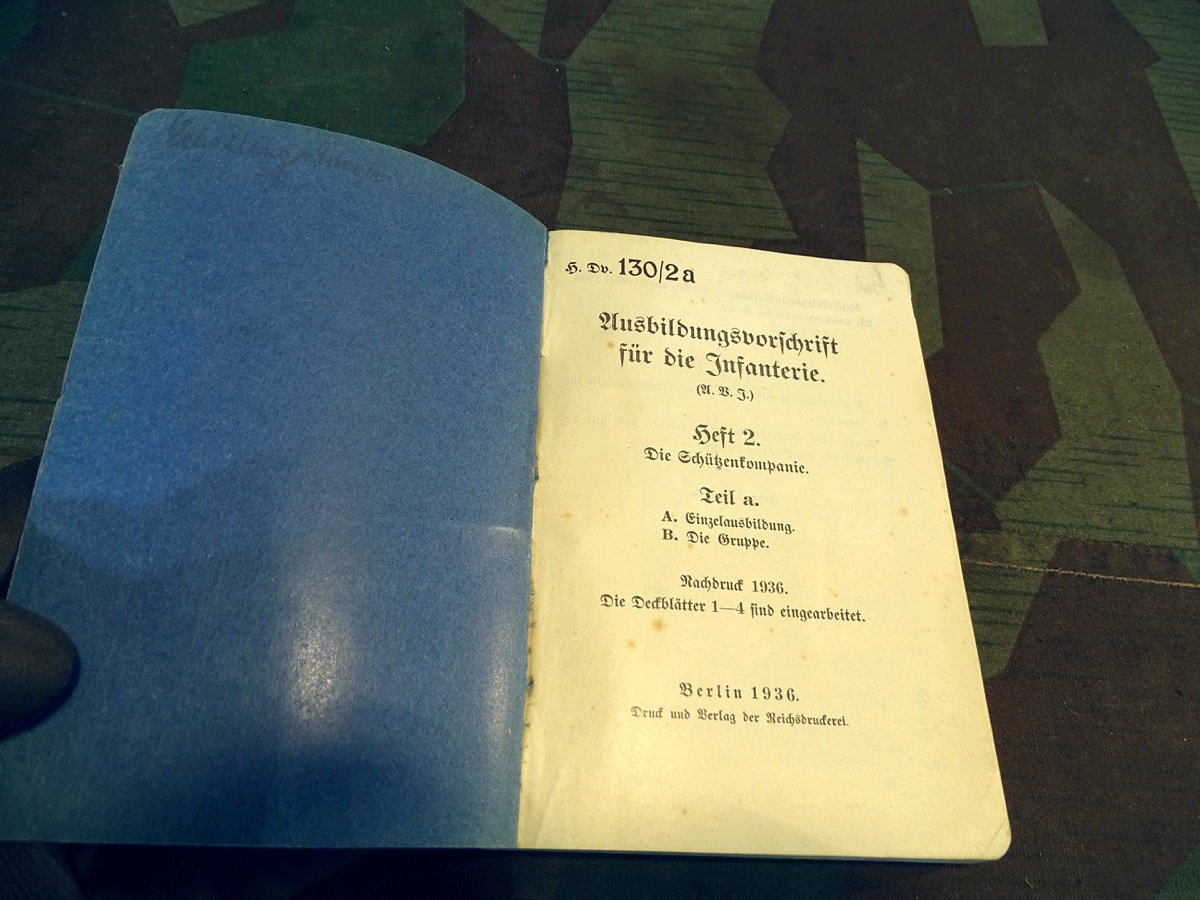 H. Dv. 130/2a
Ausbildungsvorschrift
für die Infanterie.
(A. V. I.)
Heft 2.
Die Schützenkompanie.
Teil a.
A. Einzelausbildung.
B. Die Gruppe.
Nachdruck 1936.
Die Deckblätter 1—4 sind eingearbeitet.
Berlin 1936.
Druck und Verlag der Reichsdruckerei.